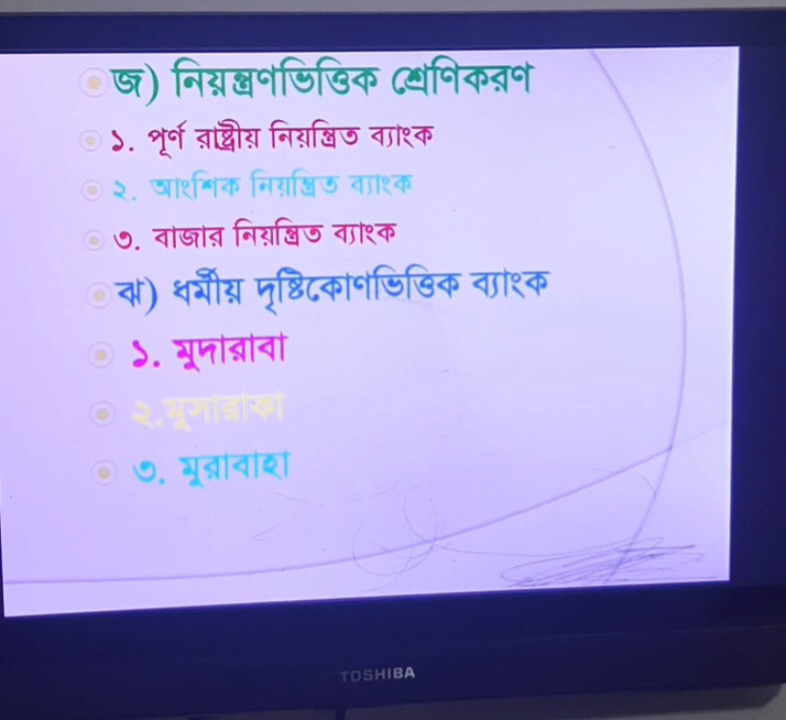 জ) নিয়ন্ত্রণভিত্তিক শ্রেণিকরণ
১. পূর্ণ রাষ্ট্রীয় নিয়ন্ত্রিত ব্যাংক
২. আংশিক নিয়ন্ত্রিত ব্যাংক
৩. বাজার নিয়ন্ত্রিত ব্যাংক
ঝ) ধর্মীয় দৃষ্টিকোণভিত্তিক ব্যাংক
১. মুদারাবা
২.মুসারাকা
৩. মুরাবাহা
TOSHIBA